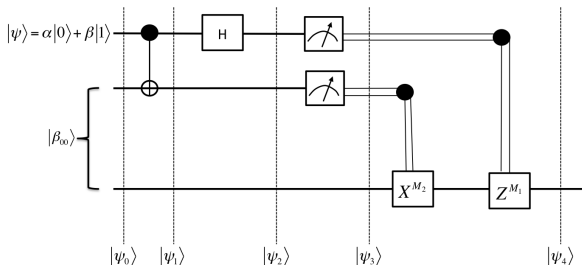 |ψ⟩ = α|0⟩ + β|1⟩
H
|β₀₀⟩
X^{M₂}
Z^{M₁}
|ψ₀⟩ |ψ₁⟩ |ψ₂⟩ |ψ₃⟩ |ψ₄⟩